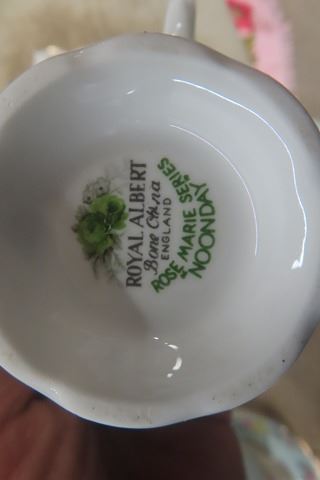 ROYAL ALBERT
Bone China
ENGLAND
ROSE MARIE SERIES
NOONDAY